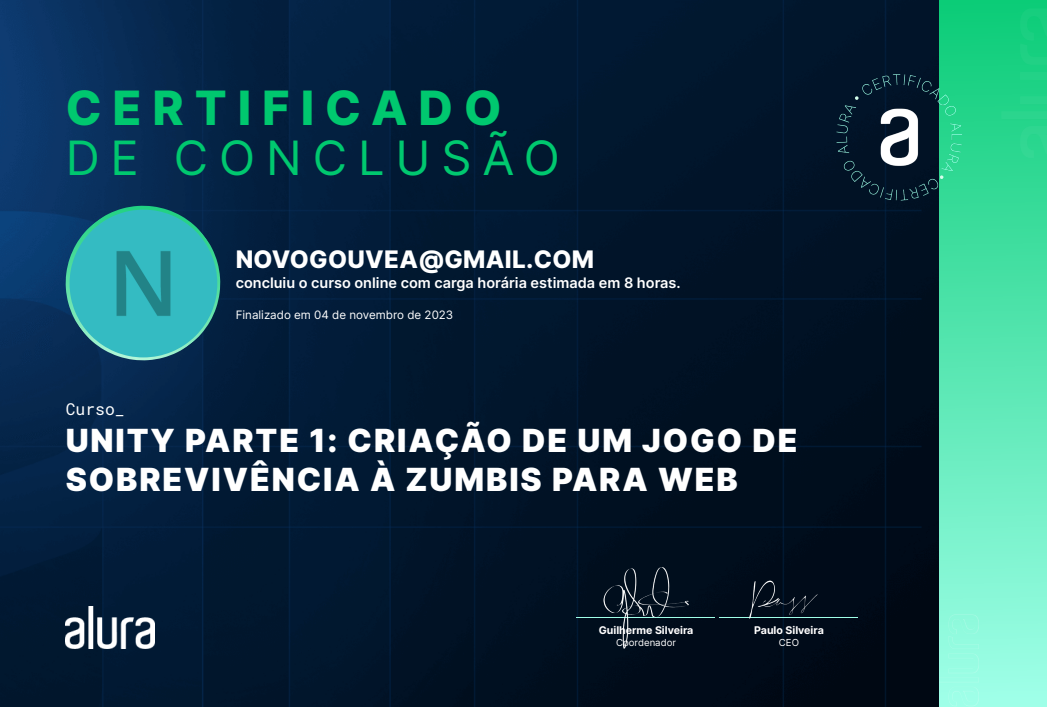 CERTIFICADO
DE CONCLUSÃO
• CERTIFICADO ALURA • CERTIFICADO ALURA
a
N
NOVOGOUVEA@GMAIL.COM
concluiu o curso online com carga horária estimada em 8 horas.
Finalizado em 04 de novembro de 2023
Curso_
UNITY PARTE 1: CRIAÇÃO DE UM JOGO DE
SOBREVIVÊNCIA À ZUMBIS PARA WEB
alura
Guilherme Silveira
Coordenador
Paulo Silveira
CEO
alura
alura